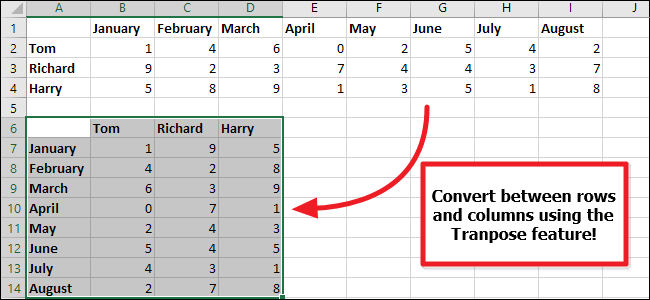 A B C D E F G H I J
1 January February March April May June July August
2 Tom 1 4 6 0 2 5 4 2
3 Richard 9 2 3 7 4 4 3 7
4 Harry 5 8 9 1 3 5 1 8
5
6 Tom Richard Harry
7 January 1 9 5
8 February 4 2 8
9 March 6 3 9
10 April 0 7 1
11 May 2 4 3
12 June 5 4 5
13 July 4 3 1
14 August 2 7 8
Convert between rows
and columns using the
Tranpose feature!